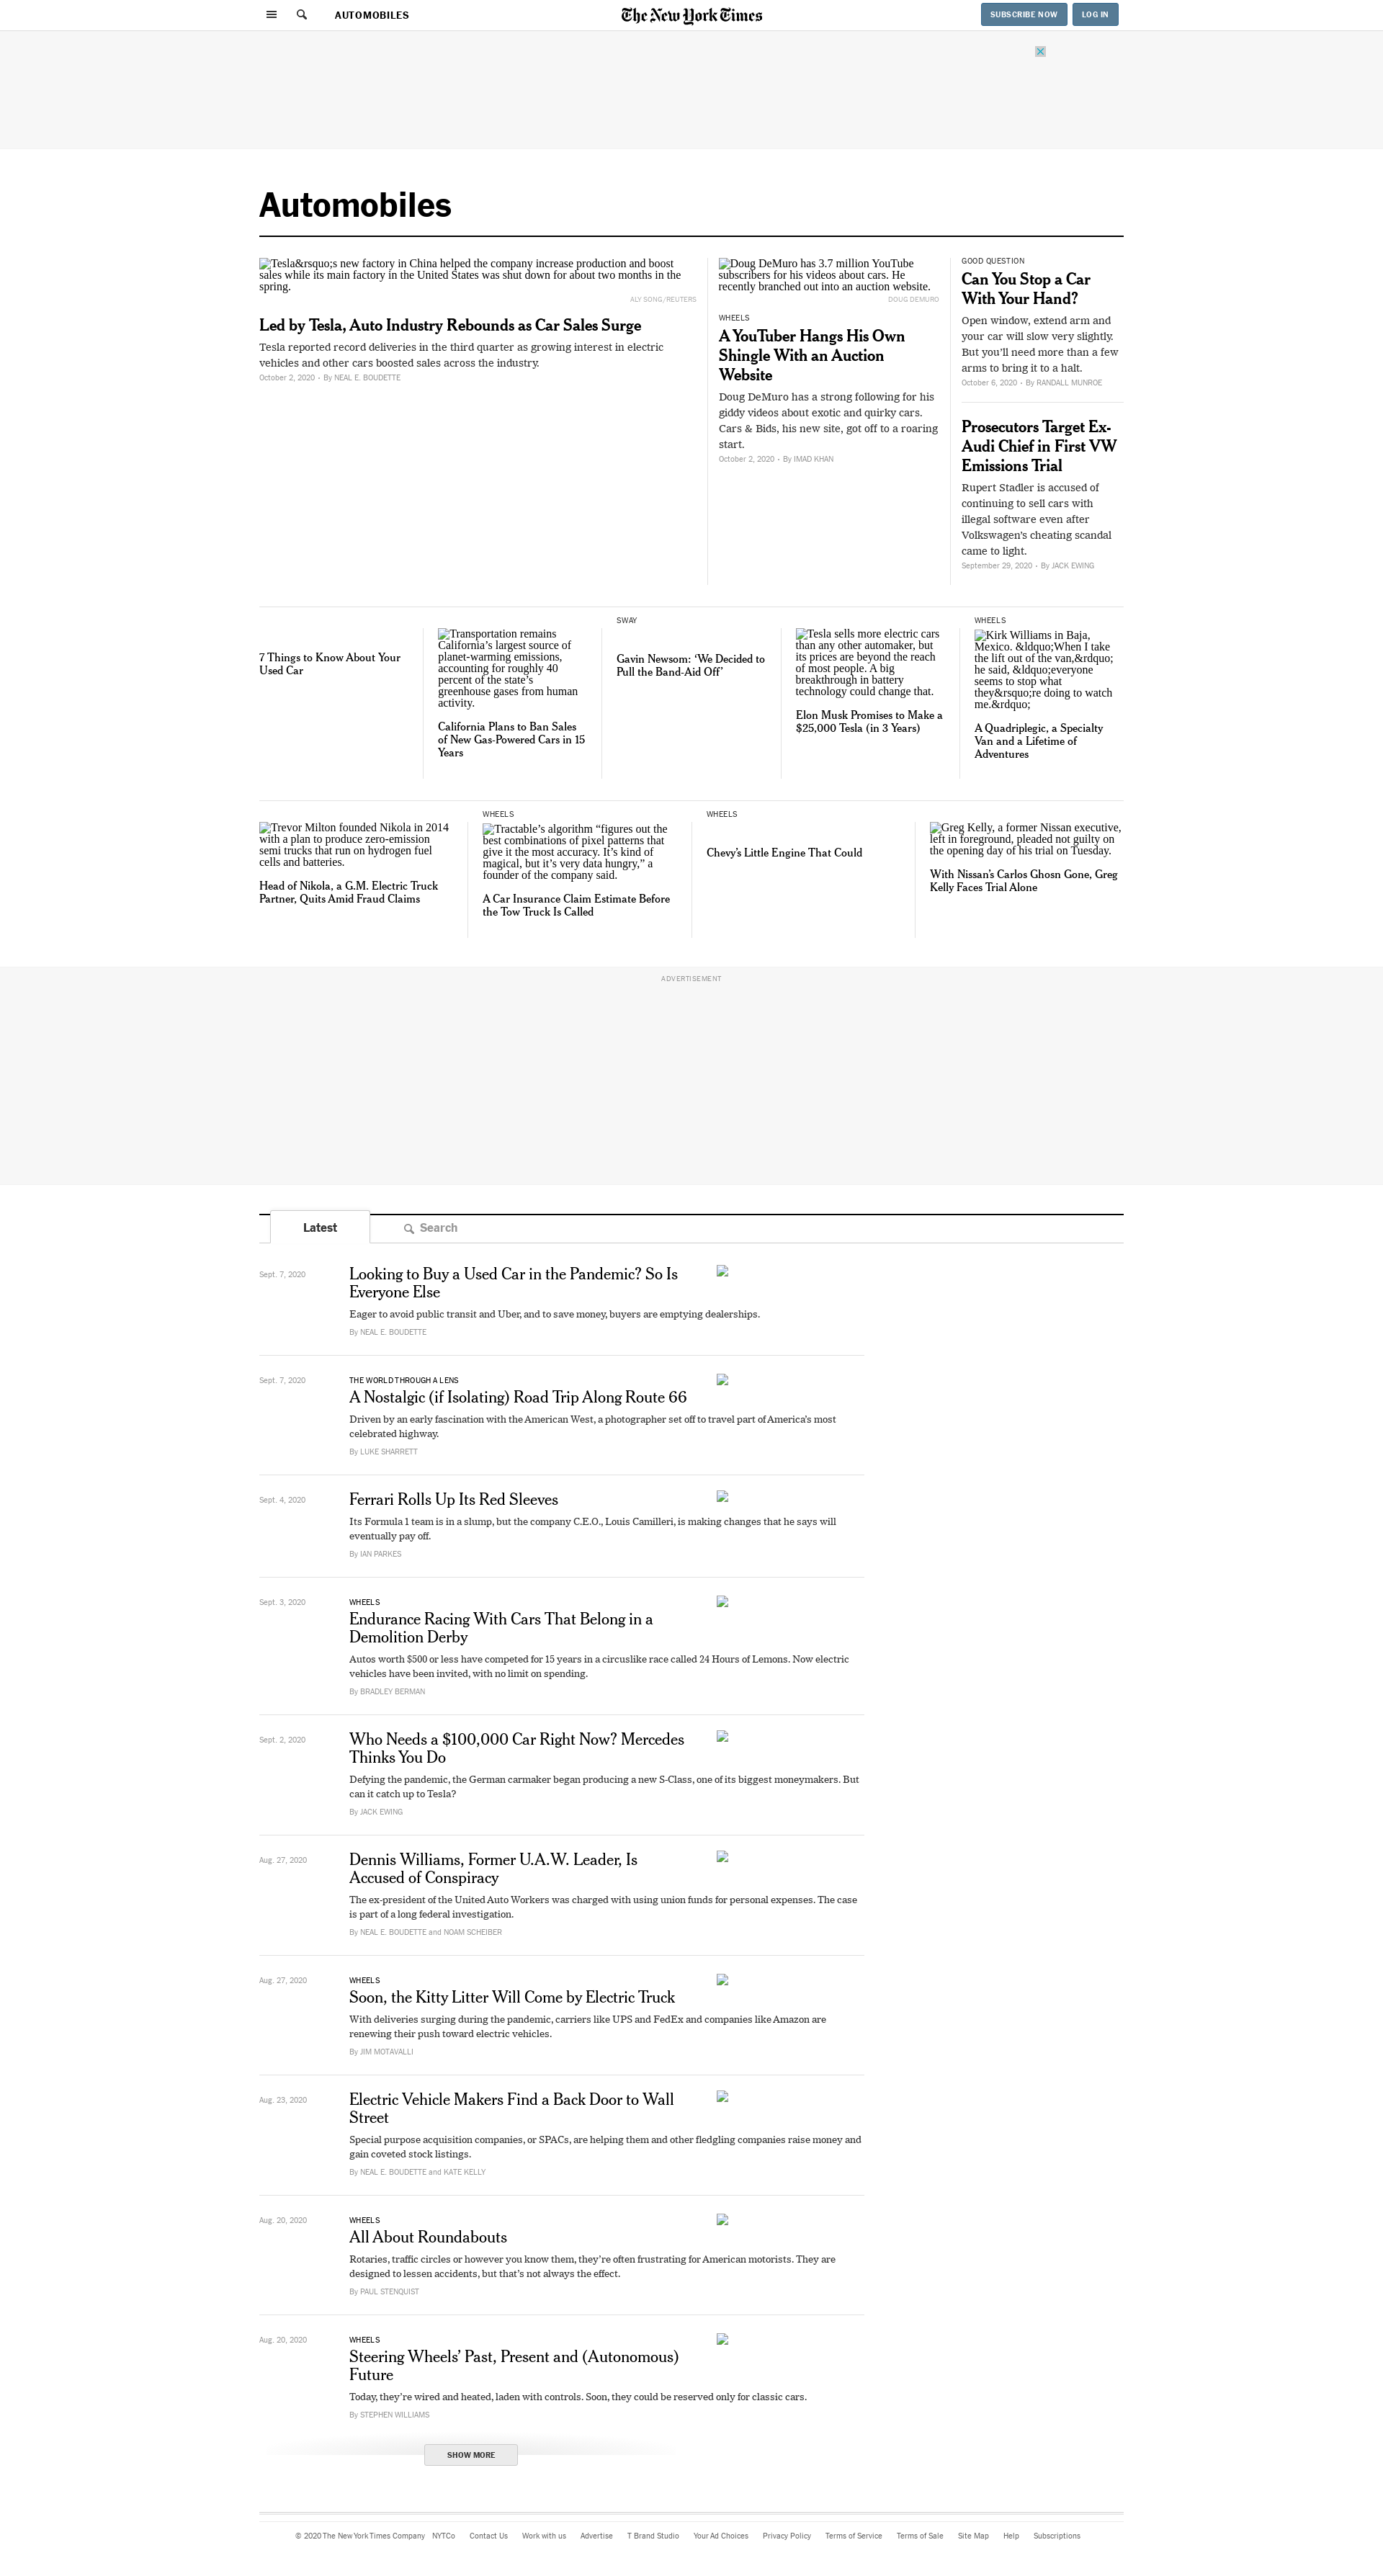 AUTOMOBILES
The New York Times
SUBSCRIBE NOW
LOG IN
Automobiles
Tesla&rsquo;s new factory in China helped the company increase production and boost
sales while its main factory in the United States was shut down for about two months in the
spring.
ALY SONG/REUTERS
Led by Tesla, Auto Industry Rebounds as Car Sales Surge
Tesla reported record deliveries in the third quarter as growing interest in electric
vehicles and other cars boosted sales across the industry.
October 2, 2020 • By NEAL E. BOUDETTE
Doug DeMuro has 3.7 million YouTube
subscribers for his videos about cars. He
recently branched out into an auction website.
DOUG DEMURO
WHEELS
A YouTuber Hangs His Own
Shingle With an Auction
Website
Doug DeMuro has a strong following for his
giddy videos about exotic and quirky cars.
Cars & Bids, his new site, got off to a roaring
start.
October 2, 2020 • By IMAD KHAN
GOOD QUESTION
Can You Stop a Car
With Your Hand?
Open window, extend arm and
your car will slow very slightly.
But you’ll need more than a few
arms to bring it to a halt.
October 6, 2020 • By RANDALL MUNROE
Prosecutors Target Ex-
Audi Chief in First VW
Emissions Trial
Rupert Stadler is accused of
continuing to sell cars with
illegal software even after
Volkswagen’s cheating scandal
came to light.
September 29, 2020 • By JACK EWING
7 Things to Know About Your
Used Car
Transportation remains
California’s largest source of
planet-warming emissions,
accounting for roughly 40
percent of the state’s
greenhouse gases from human
activity.
California Plans to Ban Sales
of New Gas-Powered Cars in 15
Years
SWAY
Gavin Newsom: ‘We Decided to
Pull the Band-Aid Off’
Tesla sells more electric cars
than any other automaker, but
its prices are beyond the reach
of most people. A big
breakthrough in battery
technology could change that.
Elon Musk Promises to Make a
$25,000 Tesla (in 3 Years)
WHEELS
Kirk Williams in Baja,
Mexico. &ldquo;When I take
the lift out of the van,&rdquo;
he said, &ldquo;everyone
seems to stop what
they&rsquo;re doing to watch
me.&rdquo;
A Quadriplegic, a Specialty
Van and a Lifetime of
Adventures
Trevor Milton founded Nikola in 2014
with a plan to produce zero-emission
semi trucks that run on hydrogen fuel
cells and batteries.
Head of Nikola, a G.M. Electric Truck
Partner, Quits Amid Fraud Claims
WHEELS
Tractable’s algorithm “figures out the
best combinations of pixel patterns that
give it the most accuracy. It’s kind of
magical, but it’s very data hungry,” a
founder of the company said.
A Car Insurance Claim Estimate Before
the Tow Truck Is Called
WHEELS
Chevy’s Little Engine That Could
Greg Kelly, a former Nissan executive,
left in foreground, pleaded not guilty on
the opening day of his trial on Tuesday.
With Nissan’s Carlos Ghosn Gone, Greg
Kelly Faces Trial Alone
ADVERTISEMENT
Latest
Search
Sept. 7, 2020
Looking to Buy a Used Car in the Pandemic? So Is
Everyone Else
Eager to avoid public transit and Uber, and to save money, buyers are emptying dealerships.
By NEAL E. BOUDETTE
Sept. 7, 2020
THE WORLD THROUGH A LENS
A Nostalgic (if Isolating) Road Trip Along Route 66
Driven by an early fascination with the American West, a photographer set off to travel part of America’s most
celebrated highway.
By LUKE SHARRETT
Sept. 4, 2020
Ferrari Rolls Up Its Red Sleeves
Its Formula 1 team is in a slump, but the company C.E.O., Louis Camilleri, is making changes that he says will
eventually pay off.
By IAN PARKES
Sept. 3, 2020
WHEELS
Endurance Racing With Cars That Belong in a
Demolition Derby
Autos worth $500 or less have competed for 15 years in a circuslike race called 24 Hours of Lemons. Now electric
vehicles have been invited, with no limit on spending.
By BRADLEY BERMAN
Sept. 2, 2020
Who Needs a $100,000 Car Right Now? Mercedes
Thinks You Do
Defying the pandemic, the German carmaker began producing a new S-Class, one of its biggest moneymakers. But
can it catch up to Tesla?
By JACK EWING
Aug. 27, 2020
Dennis Williams, Former U.A.W. Leader, Is
Accused of Conspiracy
The ex-president of the United Auto Workers was charged with using union funds for personal expenses. The case
is part of a long federal investigation.
By NEAL E. BOUDETTE and NOAM SCHEIBER
Aug. 27, 2020
WHEELS
Soon, the Kitty Litter Will Come by Electric Truck
With deliveries surging during the pandemic, carriers like UPS and FedEx and companies like Amazon are
renewing their push toward electric vehicles.
By JIM MOTAVALLI
Aug. 23, 2020
Electric Vehicle Makers Find a Back Door to Wall
Street
Special purpose acquisition companies, or SPACs, are helping them and other fledgling companies raise money and
gain coveted stock listings.
By NEAL E. BOUDETTE and KATE KELLY
Aug. 20, 2020
WHEELS
All About Roundabouts
Rotaries, traffic circles or however you know them, they’re often frustrating for American motorists. They are
designed to lessen accidents, but that’s not always the effect.
By PAUL STENQUIST
Aug. 20, 2020
WHEELS
Steering Wheels’ Past, Present and (Autonomous)
Future
Today, they’re wired and heated, laden with controls. Soon, they could be reserved only for classic cars.
By STEPHEN WILLIAMS
SHOW MORE
© 2020 The New York Times Company NYTCo Contact Us Work with us Advertise T Brand Studio Your Ad Choices Privacy Policy Terms of Service Terms of Sale Site Map Help Subscriptions